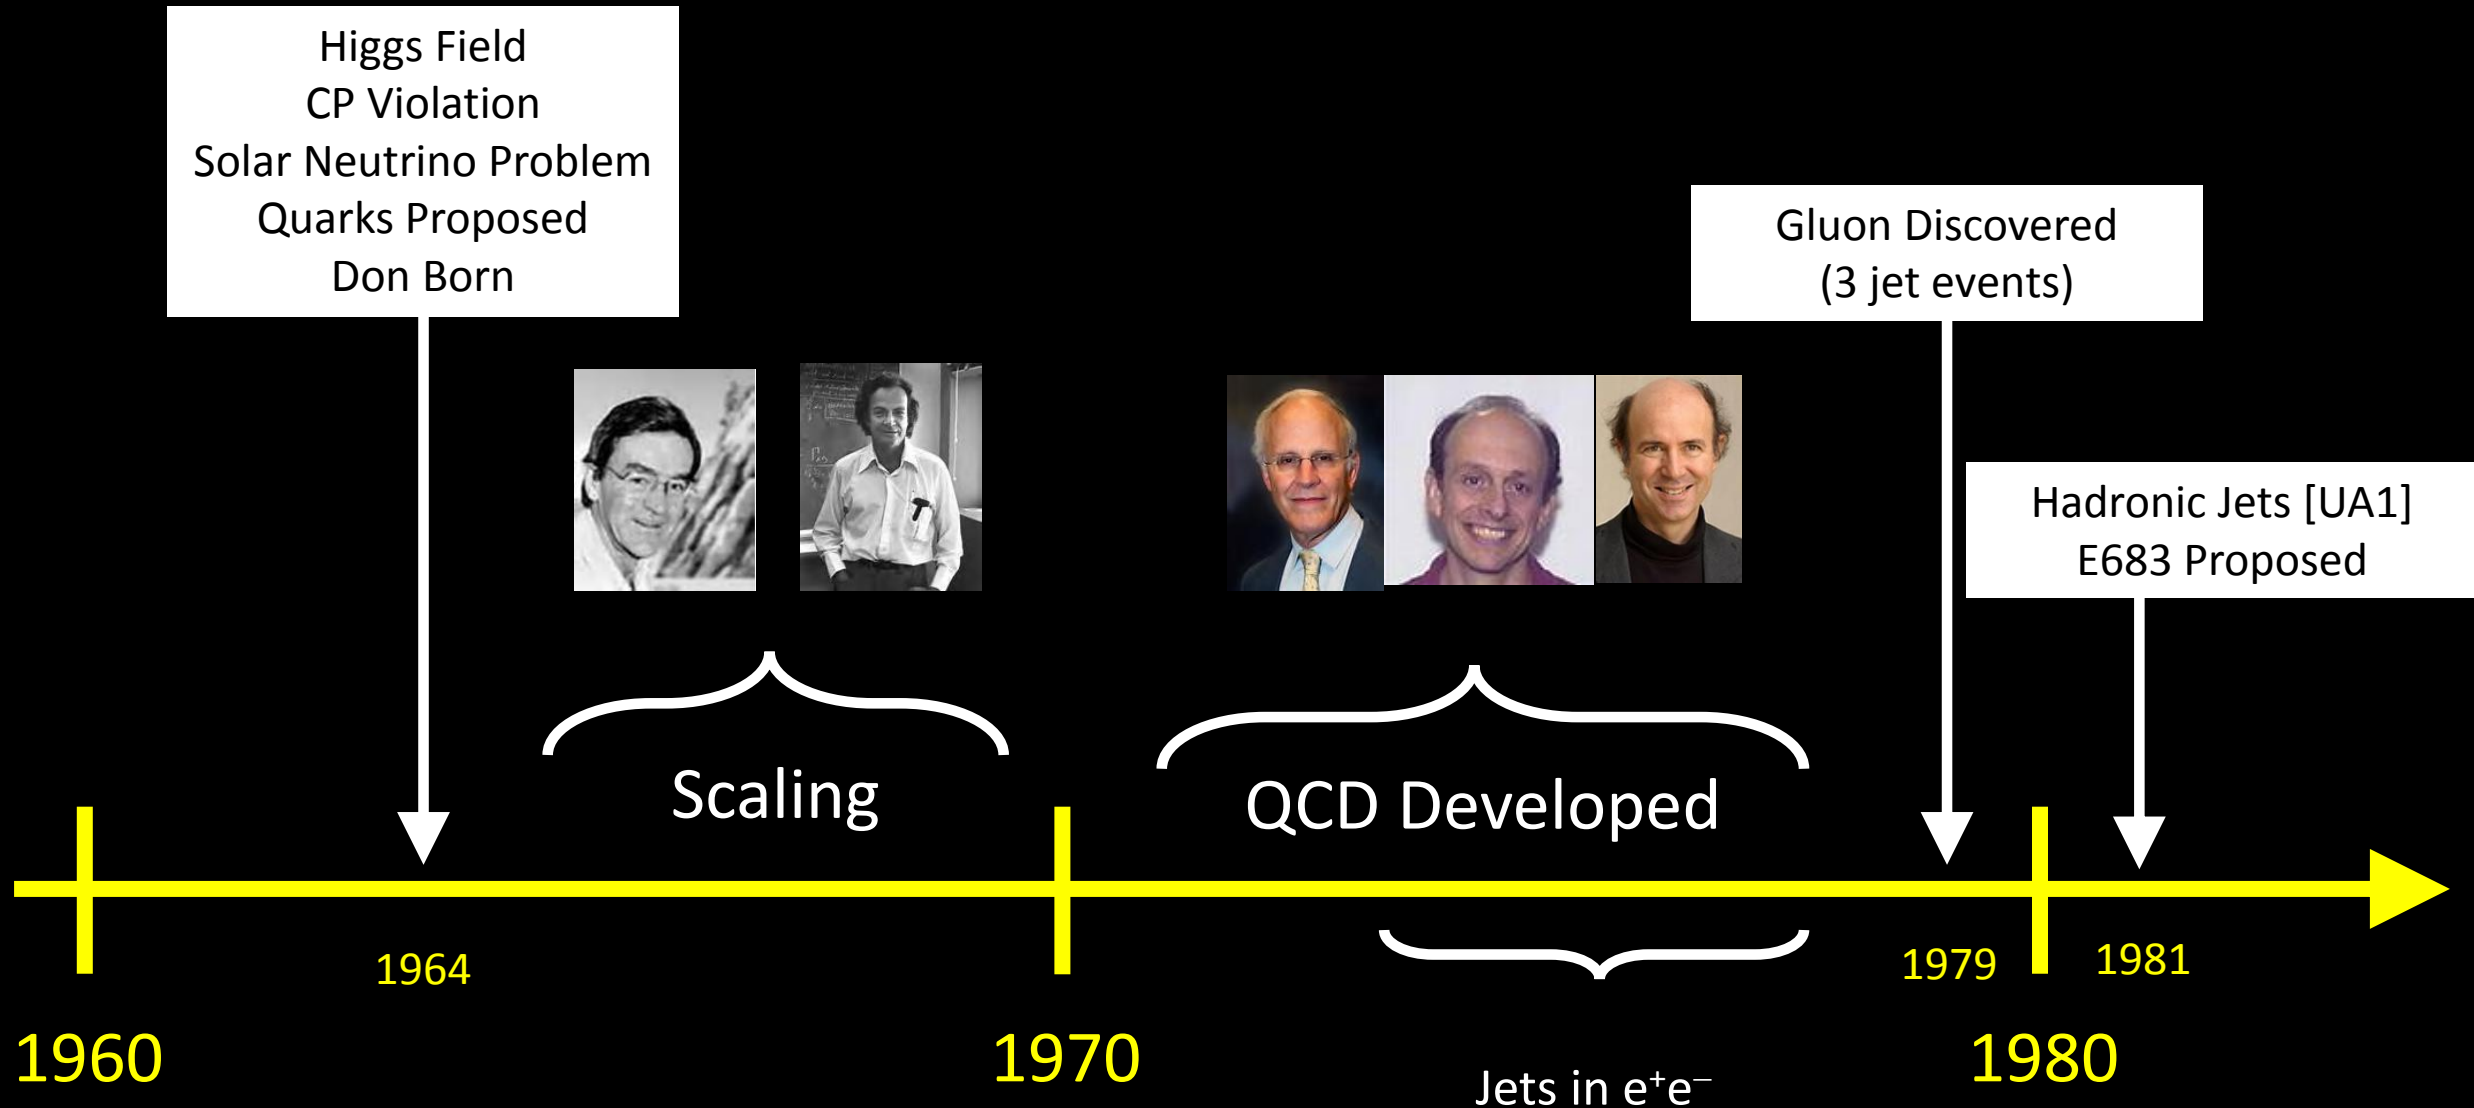 Higgs Field
CP Violation
Solar Neutrino Problem
Quarks Proposed
Don Born
Gluon Discovered
(3 jet events)
Hadronic Jets [UA1]
E683 Proposed
Scaling
QCD Developed
1964
1979
1981
1960
1970
1980
Jets in e⁺e⁻